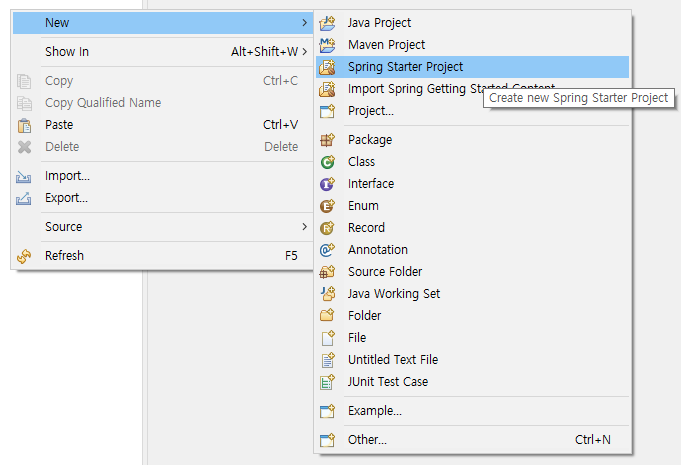 New
Show In Alt+Shift+W
Copy Ctrl+C
Copy Qualified Name
Paste Ctrl+V
Delete Delete
Import...
Export...
Source
Refresh F5
Java Project
Maven Project
Spring Starter Project
Import Spring Getting Started Content
Create new Spring Starter Project
Project...
Package
Class
Interface
Enum
Record
Annotation
Source Folder
Java Working Set
Folder
File
Untitled Text File
JUnit Test Case
Example...
Other... Ctrl+N